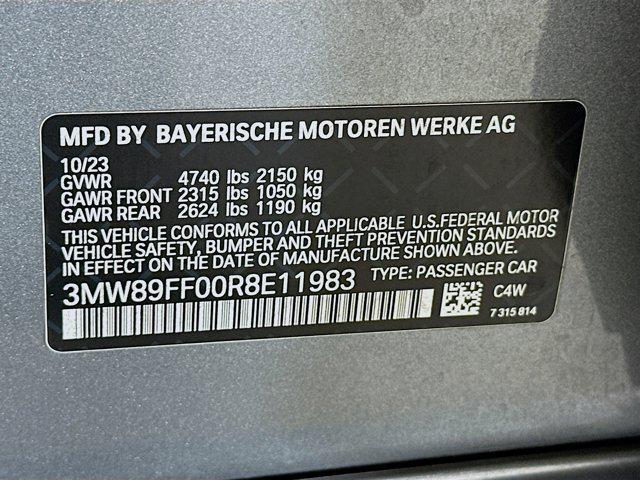 MFD BY BAYERISCHE MOTOREN WERKE AG
10/23
GVWR 4740 lbs 2150 kg
GAWR FRONT 2315 lbs 1050 kg
GAWR REAR 2624 lbs 1190 kg
THIS VEHICLE CONFORMS TO ALL APPLICABLE U.S.FEDERAL MOTOR
VEHICLE SAFETY, BUMPER AND THEFT PREVENTION STANDARDS
IN EFFECT ON THE DATE OF MANUFACTURE SHOWN ABOVE.
3MW89FF00R8E11983 TYPE: PASSENGER CAR
C4W
7 315 814